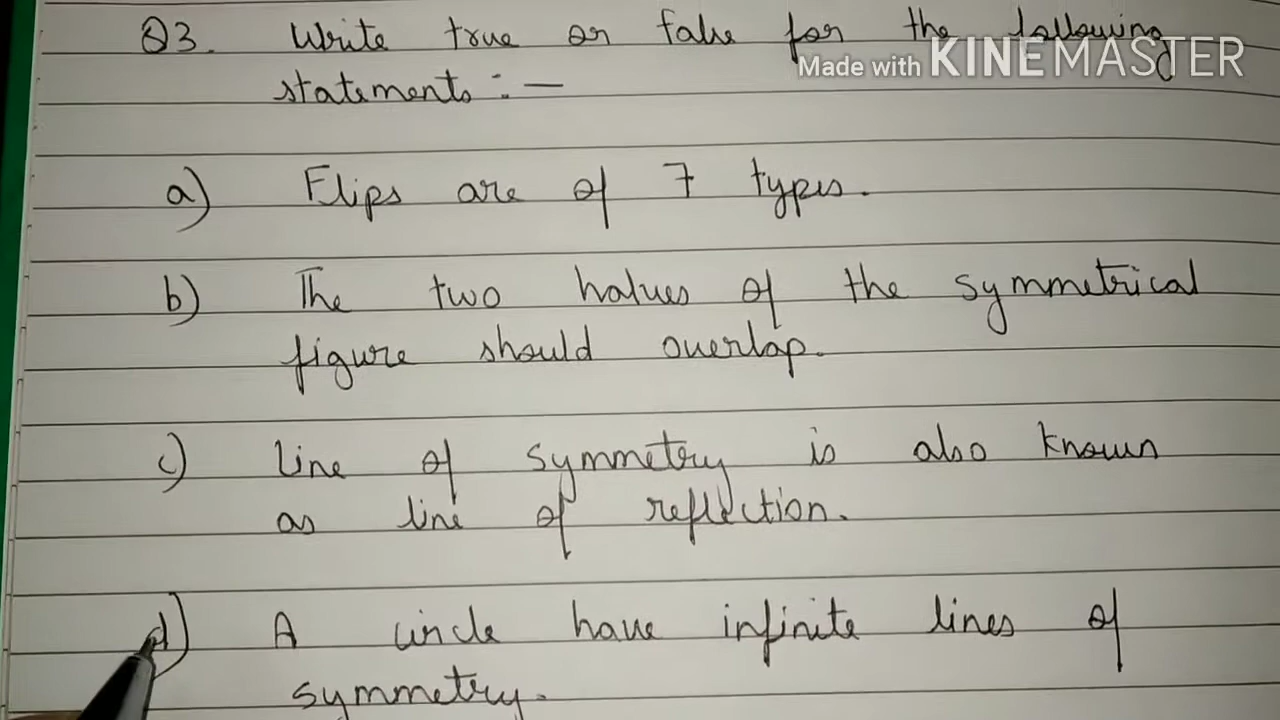 Q3. Write true or false for the following
Made with KINEMASTER
statements : —
a) Flips are of 7 types.
b) The two halves of the symmetrical
figure should overlap.
c) Line of symmetry is also known
as line of reflection.
d) A circle have infinite lines of
symmetry.